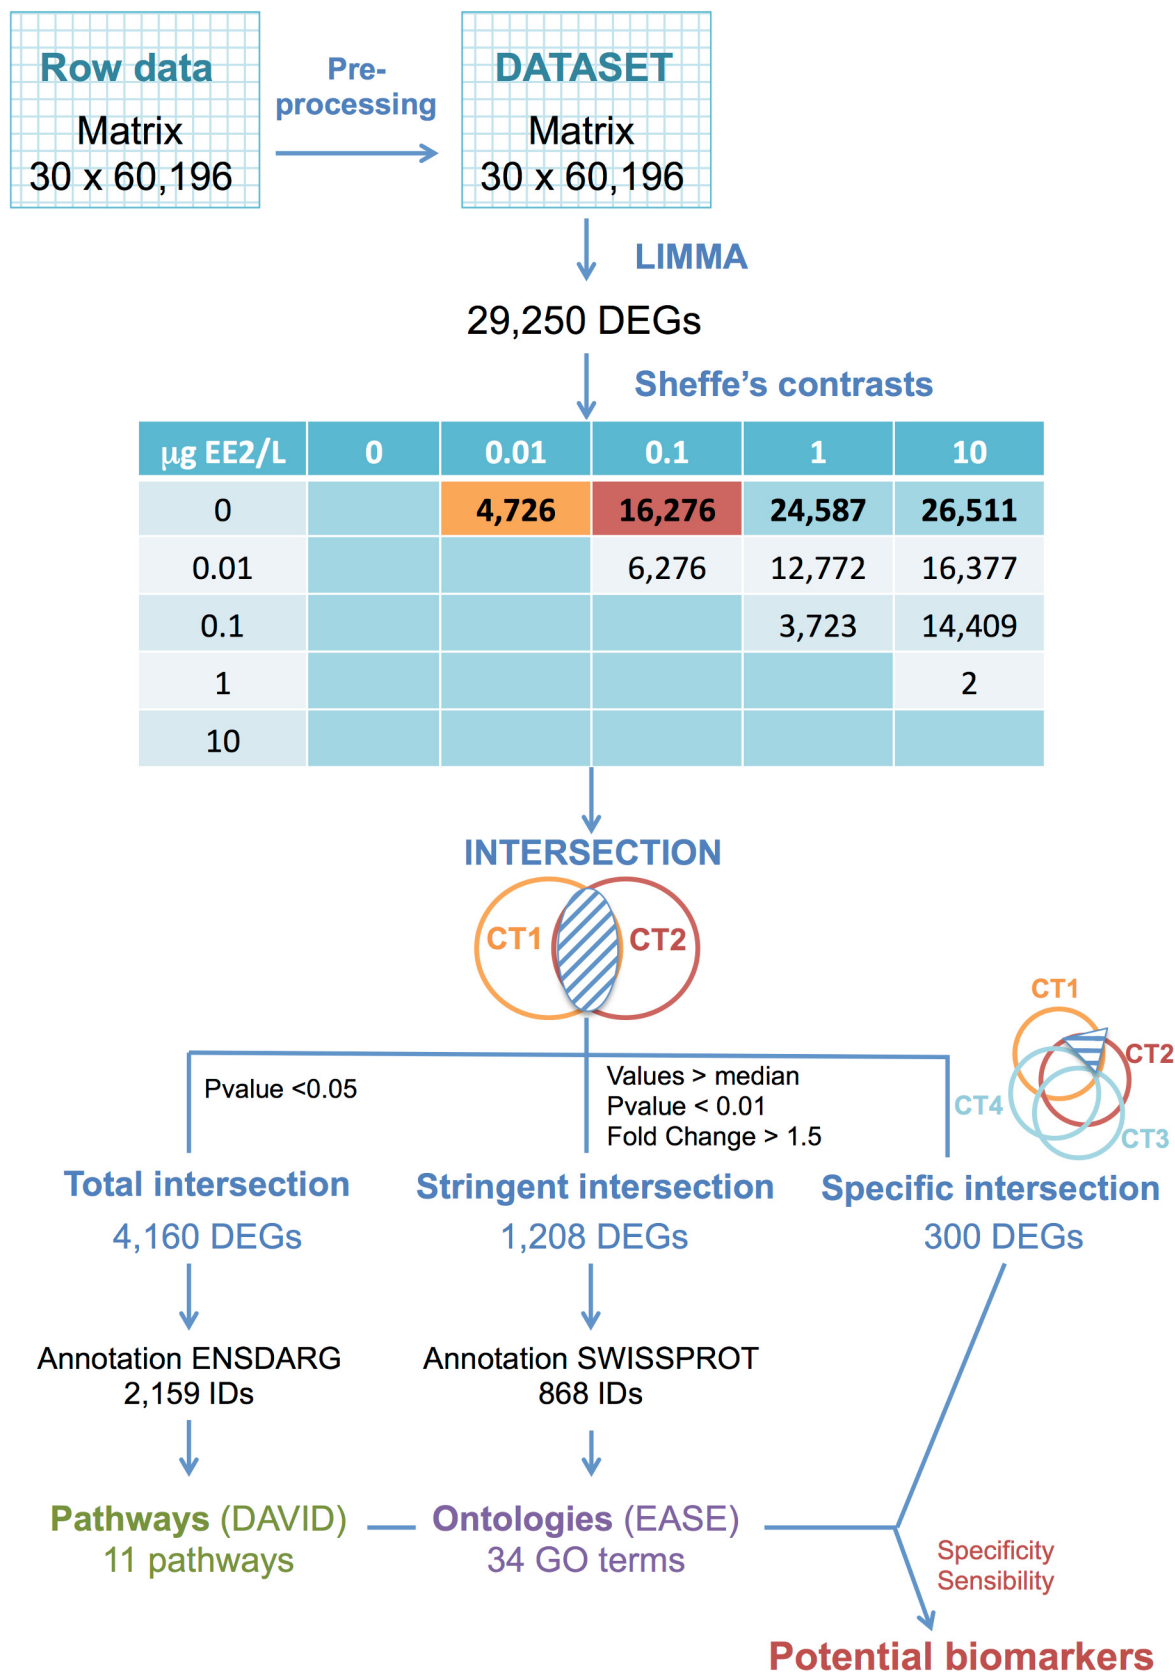 Row data
Matrix
30 x 60,196
Pre-
processing
DATASET
Matrix
30 x 60,196
LIMMA
29,250 DEGs
Sheffe’s contrasts
µg EE2/L 0 0.01 0.1 1 10
0 4,726 16,276 24,587 26,511
0.01 6,276 12,772 16,377
0.1 3,723 14,409
1 2
10
INTERSECTION
CT1 CT2
CT1
CT2
CT4
CT3
Pvalue <0.05
Values > median
Pvalue < 0.01
Fold Change > 1.5
Total intersection
4,160 DEGs
Stringent intersection
1,208 DEGs
Specific intersection
300 DEGs
Annotation ENSDARG
2,159 IDs
Annotation SWISSPROT
868 IDs
Pathways (DAVID)
11 pathways
Ontologies (EASE)
34 GO terms
Specificity
Sensibility
Potential biomarkers